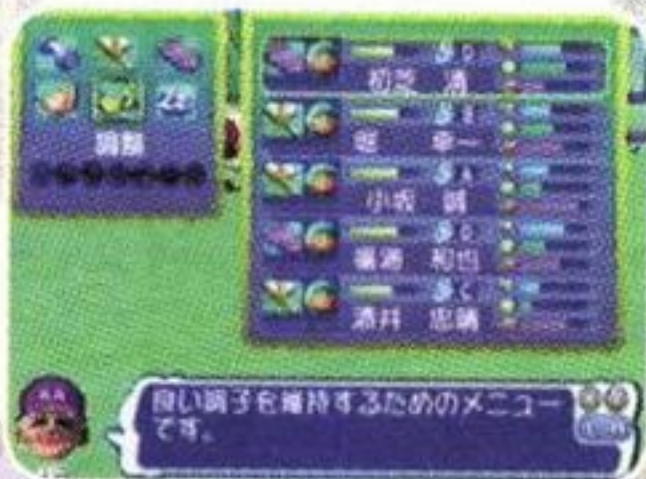 調整
初芝 清
D
堀 幸一
小坂 誠
A
福浦 和也
酒井 忠晴
C
良い調子を維持するためのメニュー
です。